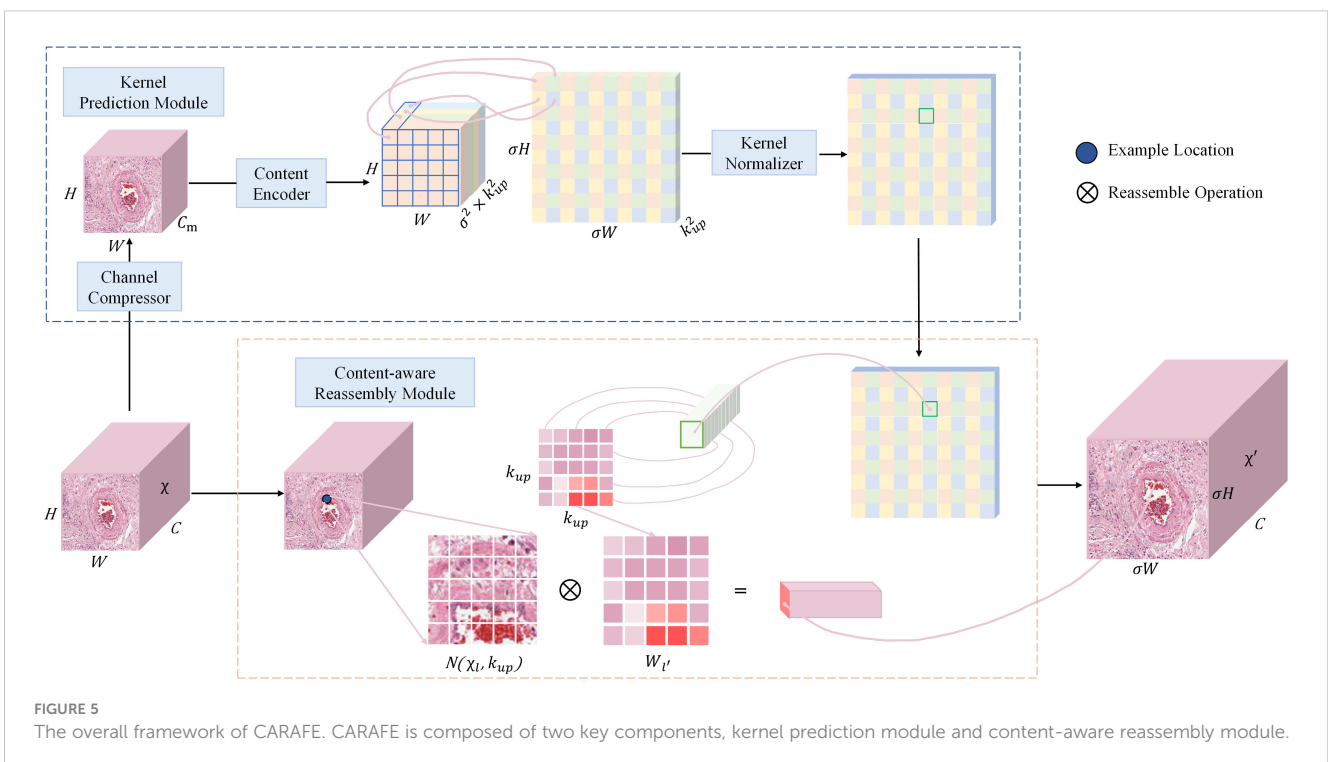 Kernel
Prediction Module
H
W
C_m
Content
Encoder
H
W
σ² × k²_up
σH
σW
k²_up
Kernel
Normalizer
Example Location
Reassemble Operation
Channel
Compressor
Content-aware
Reassembly Module
χ
H
W
C
k_up
k_up
N(χ_l, k_up)
⊗
W_l'
=
χ'
σH
C
σW
FIGURE 5
The overall framework of CARAFE. CARAFE is composed of two key components, kernel prediction module and content-aware reassembly module.